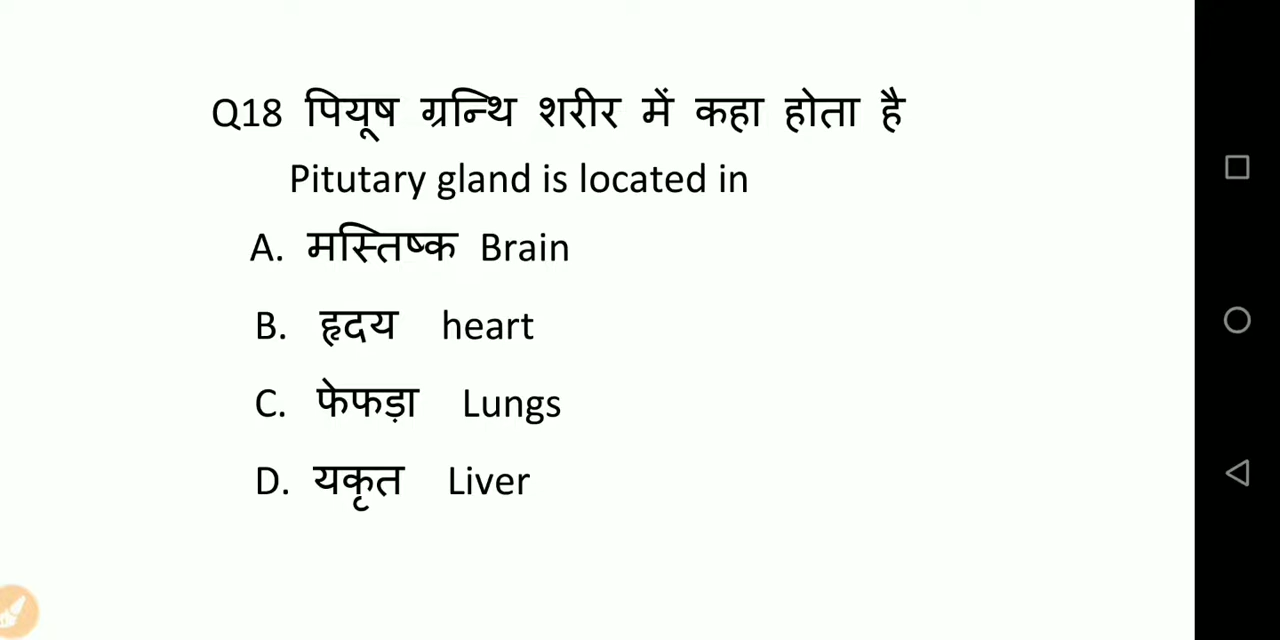 Q18 पियूष ग्रन्थि शरीर में कहा होता है
Pitutary gland is located in
A. मस्तिष्क Brain
B. हृदय heart
C. फेफड़ा Lungs
D. यकृत Liver